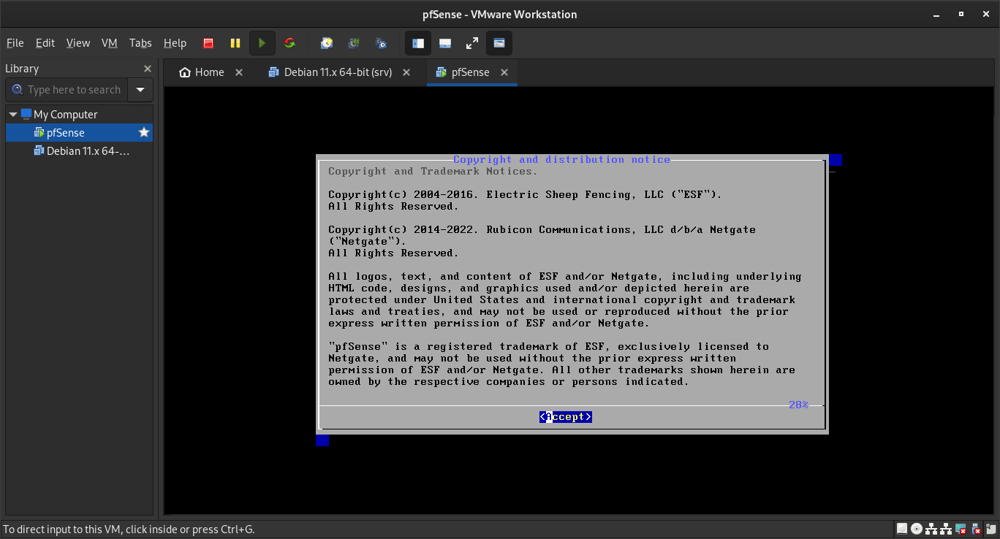 pfSense - VMware Workstation
File Edit View VM Tabs Help
Library
Type here to search
My Computer
pfSense
Debian 11.x 64-...
Home
Debian 11.x 64-bit (srv)
pfSense
Copyright and distribution notice
Copyright and Trademark Notices.
Copyright(c) 2004-2016. Electric Sheep Fencing, LLC ("ESF").
All Rights Reserved.
Copyright(c) 2014-2022. Rubicon Communications, LLC d/b/a Netgate
("Netgate").
All Rights Reserved.
All logos, text, and content of ESF and/or Netgate, including underlying
HTML code, designs, and graphics used and/or depicted herein are
protected under United States and international copyright and trademark
laws and treaties, and may not be used or reproduced without the prior
express written permission of ESF and/or Netgate.
"pfSense" is a registered trademark of ESF, exclusively licensed to
Netgate, and may not be used without the prior express written
permission of ESF and/or Netgate. All other trademarks shown herein are
owned by the respective companies or persons indicated.
28%
<Accept>
To direct input to this VM, click inside or press Ctrl+G.